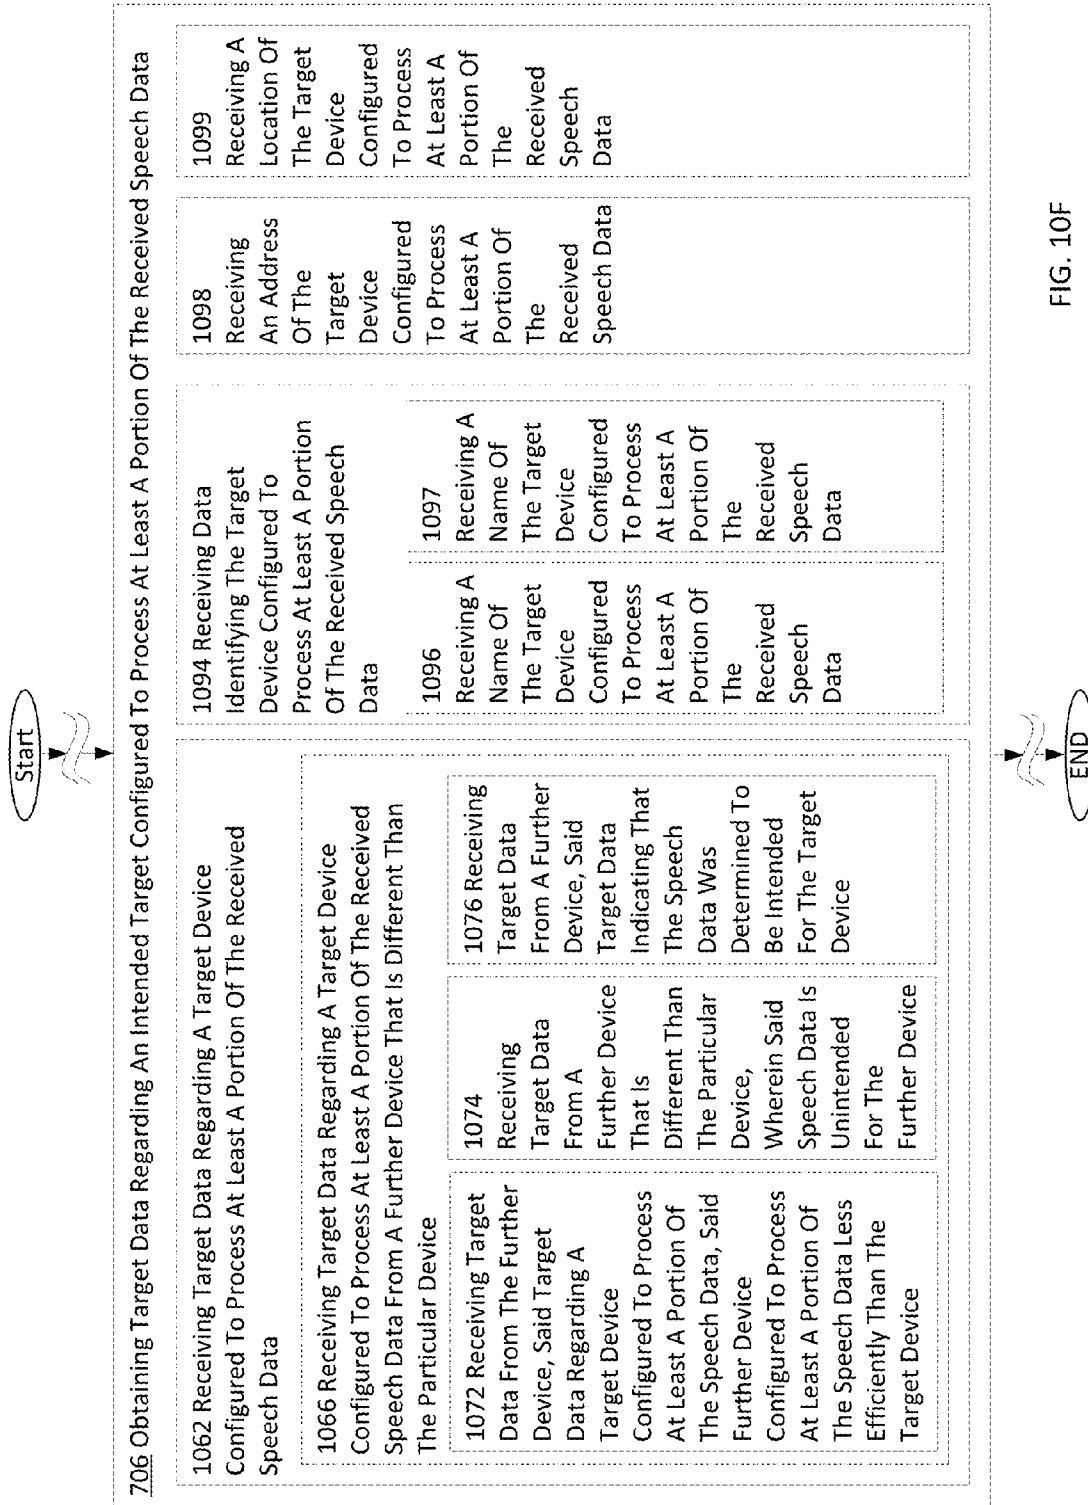 Start
706 Obtaining Target Data Regarding An Intended Target Configured To Process At Least A Portion Of The Received Speech Data
1062 Receiving Target Data Regarding A Target Device
Configured To Process At Least A Portion Of The Received
Speech Data
1066 Receiving Target Data Regarding A Target Device
Configured To Process At Least A Portion Of The Received
Speech Data From A Further Device That Is Different Than
The Particular Device
1072 Receiving Target
Data From The Further
Device, Said Target
Data Regarding A
Target Device
Configured To Process
At Least A Portion Of
The Speech Data, Said
Further Device
Configured To Process
At Least A Portion Of
The Speech Data Less
Efficiently Than The
Target Device
1074
Receiving
Target Data
From A
Further Device
That Is
Different Than
The Particular
Device,
Wherein Said
Speech Data Is
Unintended
For The
Further Device
1076 Receiving
Target Data
From A Further
Device, Said
Target Data
Indicating That
The Speech
Data Was
Determined To
Be Intended
For The Target
Device
1094 Receiving Data
Identifying The Target
Device Configured To
Process At Least A Portion
Of The Received Speech
Data
1096
Receiving A
Name Of
The Target
Device
Configured
To Process
At Least A
Portion Of
The
Received
Speech
Data
1097
Receiving A
Name Of
The Target
Device
Configured
To Process
At Least A
Portion Of
The
Received
Speech
Data
1098
Receiving
An Address
Of The
Target
Device
Configured
To Process
At Least A
Portion Of
The
Received
Speech Data
1099
Receiving A
Location Of
The Target
Device
Configured
To Process
At Least A
Portion Of
The
Received
Speech
Data
END
FIG. 10F